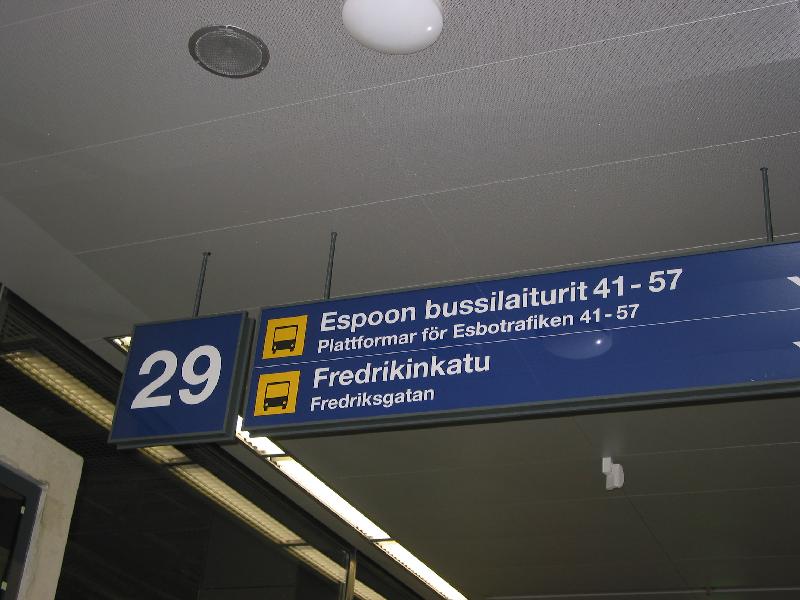 29
Espoon bussilaiturit 41-57
Plattformar för Esbotrafiken 41-57
Fredrikinkatu
Fredriksgatan